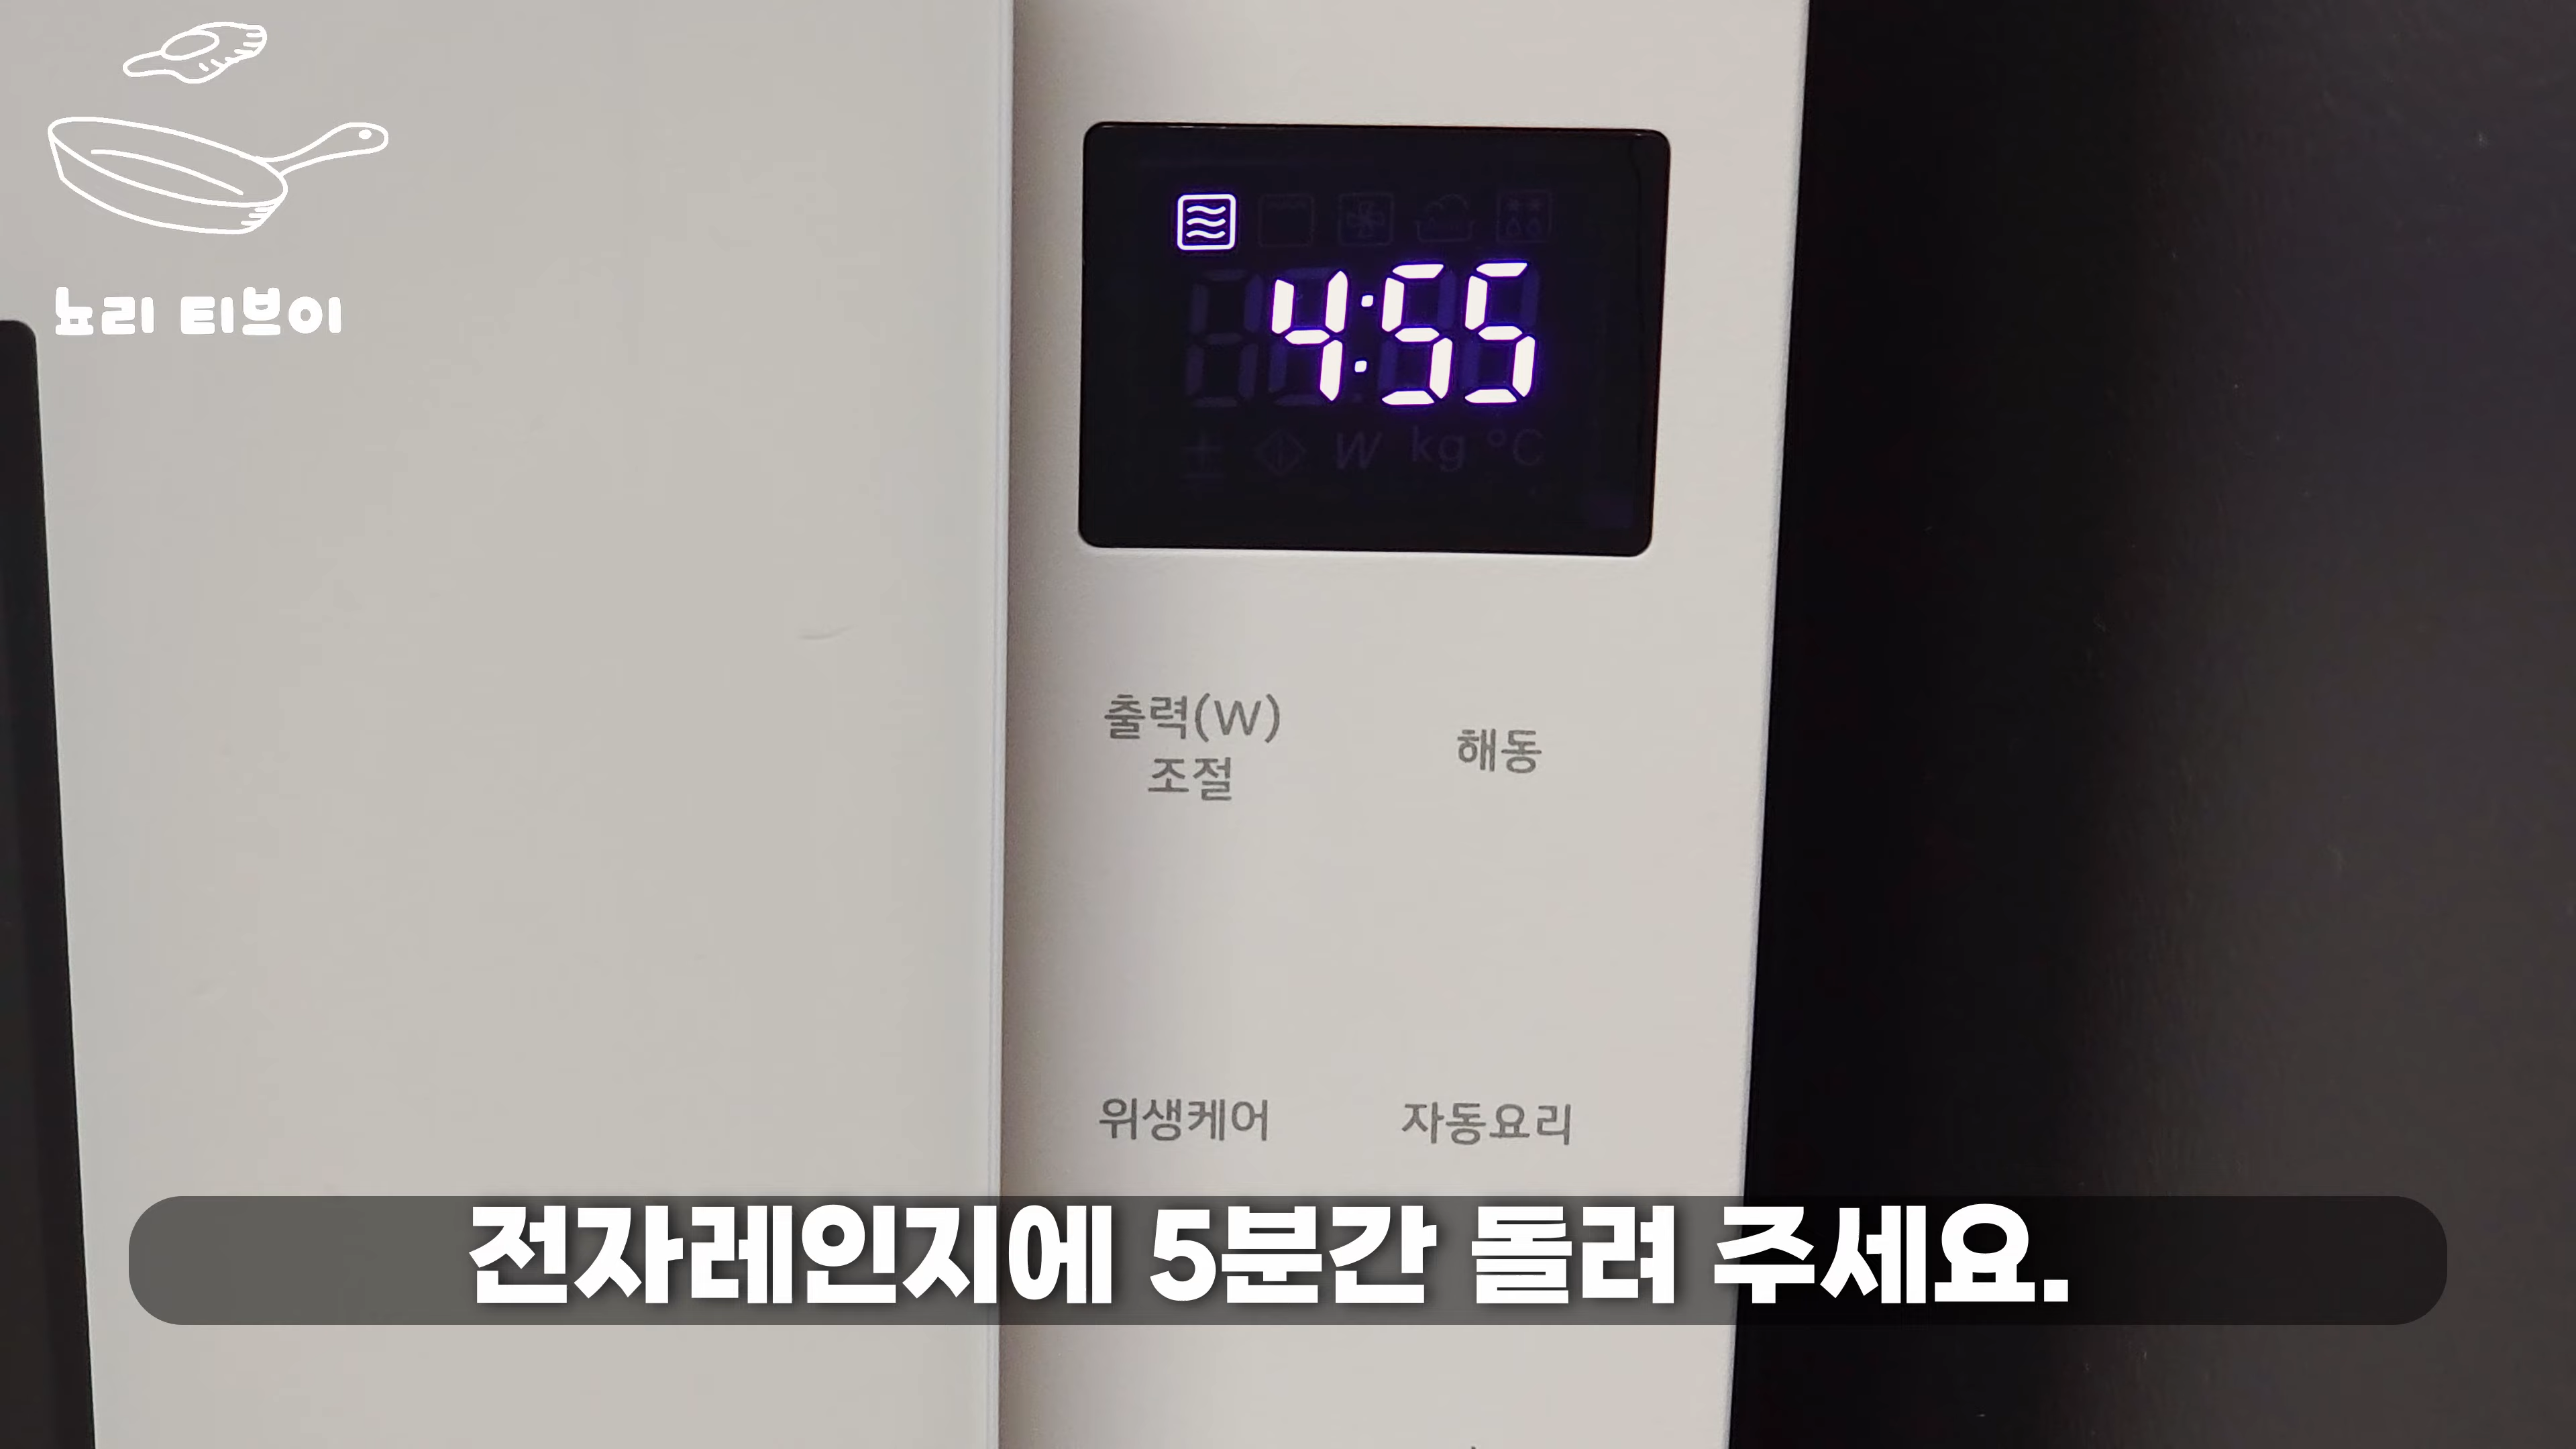 뇨리 티브이
4:55
W kg °C
출력(W)
조절
해동
위생케어
자동요리
전자레인지에 5분간 돌려 주세요.